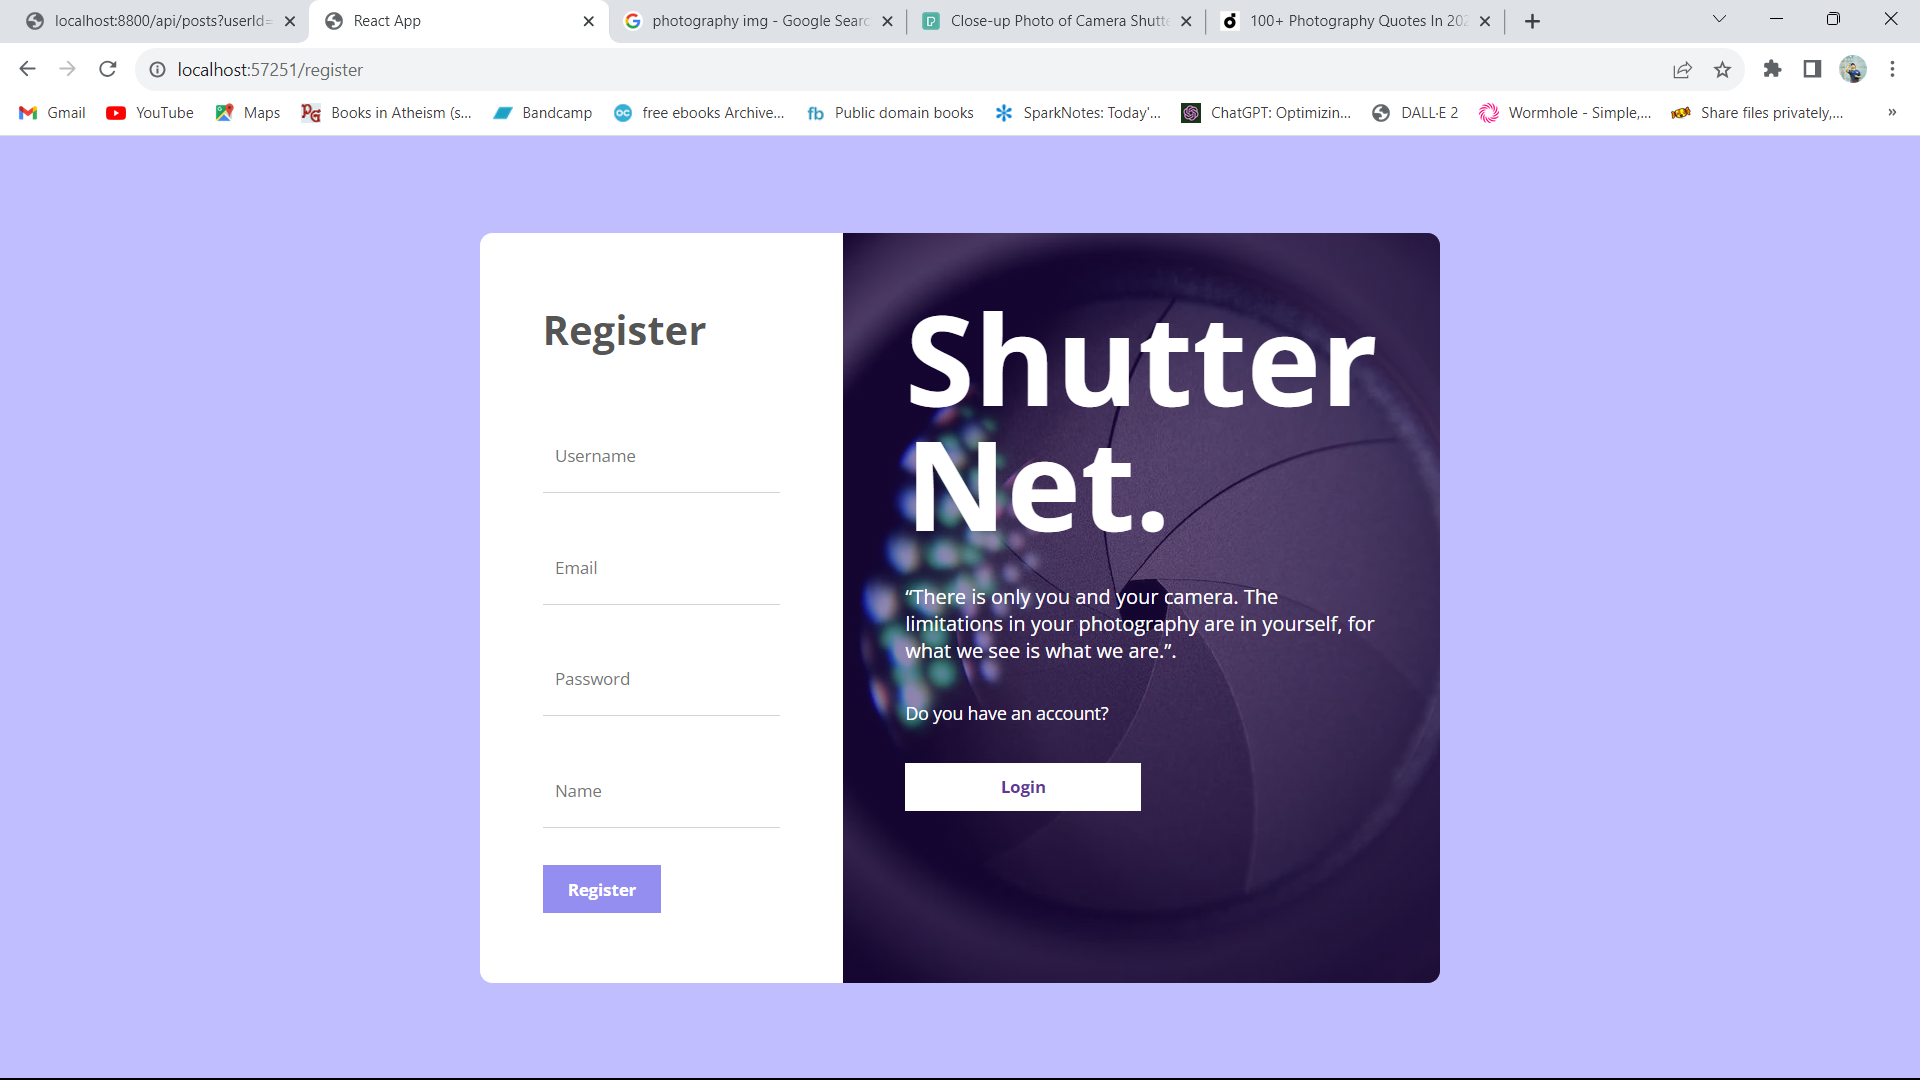 localhost:8800/api/posts?userId=
React App
photography img - Google Searc
Close-up Photo of Camera Shutte
100+ Photography Quotes In 202
localhost:57251/register
Gmail
YouTube
Maps
Books in Atheism (s...
Bandcamp
free ebooks Archive...
fb
Public domain books
SparkNotes: Today'...
ChatGPT: Optimizin...
DALL·E 2
Wormhole - Simple,...
Share files privately,...
»
Register
Username
Email
Password
Name
Register
Shutter
Net.
“There is only you and your camera. The
limitations in your photography are in yourself, for
what we see is what we are.”.
Do you have an account?
Login